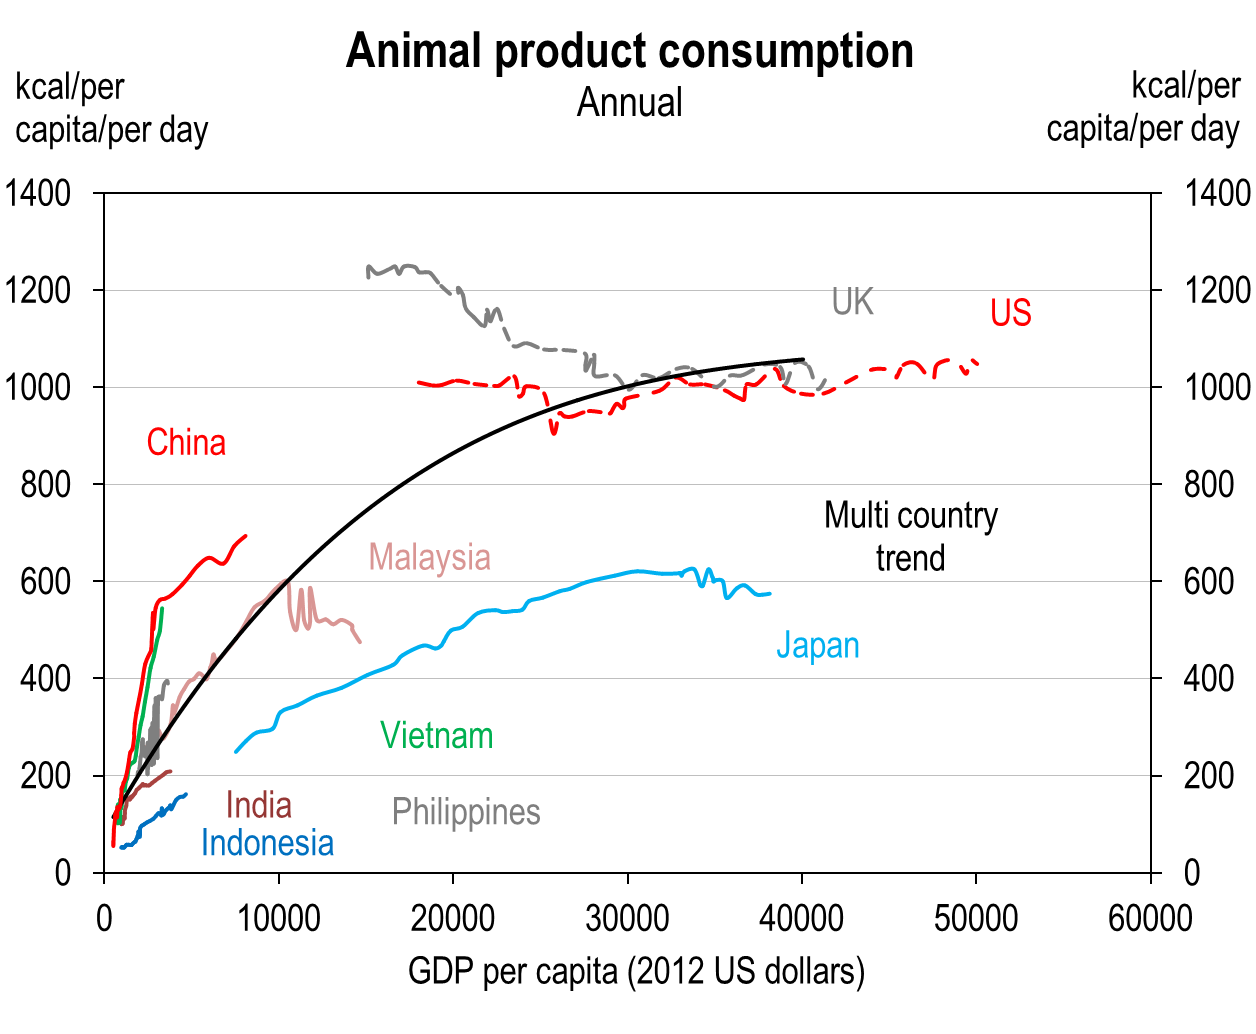 Animal product consumption
Annual
kcal/per
capita/per day
kcal/per
capita/per day
1400
1400
1200
1200
UK
US
1000
1000
China
800
800
Multi country
trend
Malaysia
600
600
Japan
400
400
Vietnam
200
200
India
Philippines
Indonesia
0
0
0
10000
20000
30000
40000
50000
60000
GDP per capita (2012 US dollars)